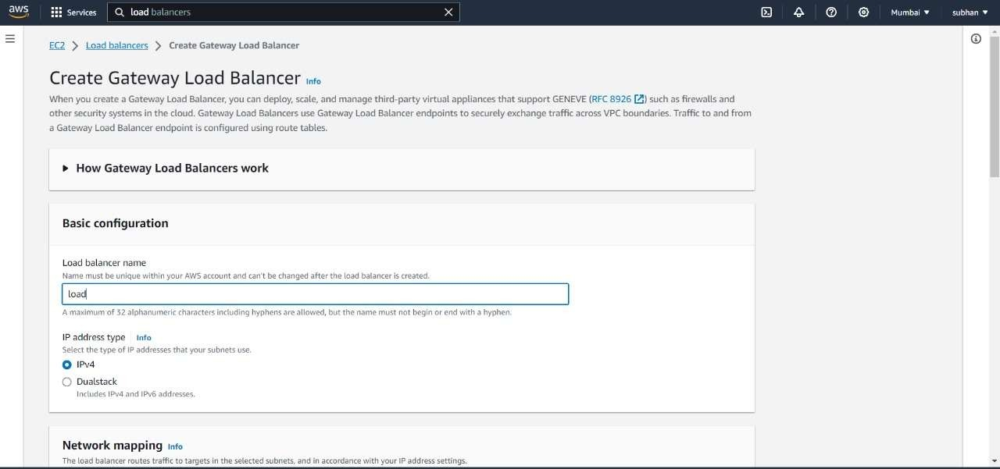 aws Services load balancers Mumbai subhan
EC2 Load balancers Create Gateway Load Balancer
Create Gateway Load Balancer Info
When you create a Gateway Load Balancer, you can deploy, scale, and manage third-party virtual appliances that support GENEVE (RFC 8926) such as firewalls and
other security systems in the cloud. Gateway Load Balancers use Gateway Load Balancer endpoints to securely exchange traffic across VPC boundaries. Traffic to and from
a Gateway Load Balancer endpoint is configured using route tables.
How Gateway Load Balancers work
Basic configuration
Load balancer name
Name must be unique within your AWS account and can't be changed after the load balancer is created.
load
A maximum of 32 alphanumeric characters including hyphens are allowed, but the name must not begin or end with a hyphen.
IP address type Info
Select the type of IP addresses that your subnets use.
IPv4
Dualstack
Includes IPv4 and IPv6 addresses.
Network mapping Info
The load balancer routes traffic to targets in the selected subnets, and in accordance with your IP address settings.